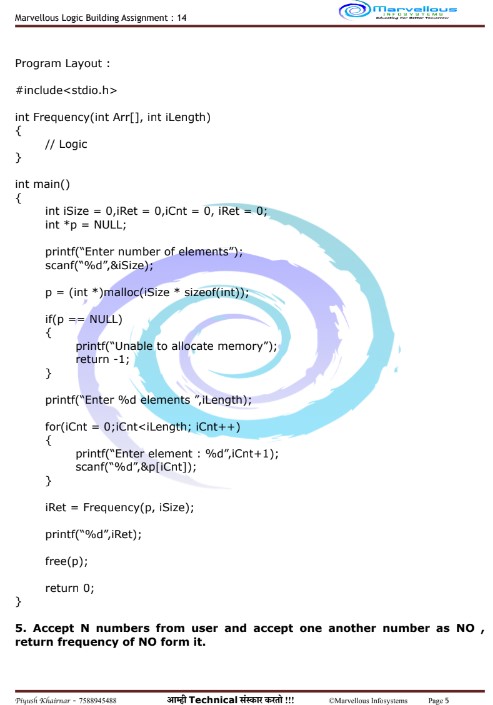 Marvellous Logic Building Assignment : 14
Marvellous
INFOSYSTEMS
Educating for Better Tomorrow
Program Layout :
#include<stdio.h>
int Frequency(int Arr[], int iLength)
{
// Logic
}
int main()
{
int iSize = 0,iRet = 0,iCnt = 0, iRet = 0;
int *p = NULL;
printf(“Enter number of elements”);
scanf(“%d”,&iSize);
p = (int *)malloc(iSize * sizeof(int));
if(p == NULL)
{
printf(“Unable to allocate memory”);
return -1;
}
printf(“Enter %d elements ”,iLength);
for(iCnt = 0;iCnt<iLength; iCnt++)
{
printf(“Enter element : %d”,iCnt+1);
scanf(“%d”,&p[iCnt]);
}
iRet = Frequency(p, iSize);
printf(“%d”,iRet);
free(p);
return 0;
}
5. Accept N numbers from user and accept one another number as NO ,
return frequency of NO form it.
Piyush Khairnar - 7588945488 आम्ही Technical संस्कार करतो !!! ©Marvellous Infosystems Page 5